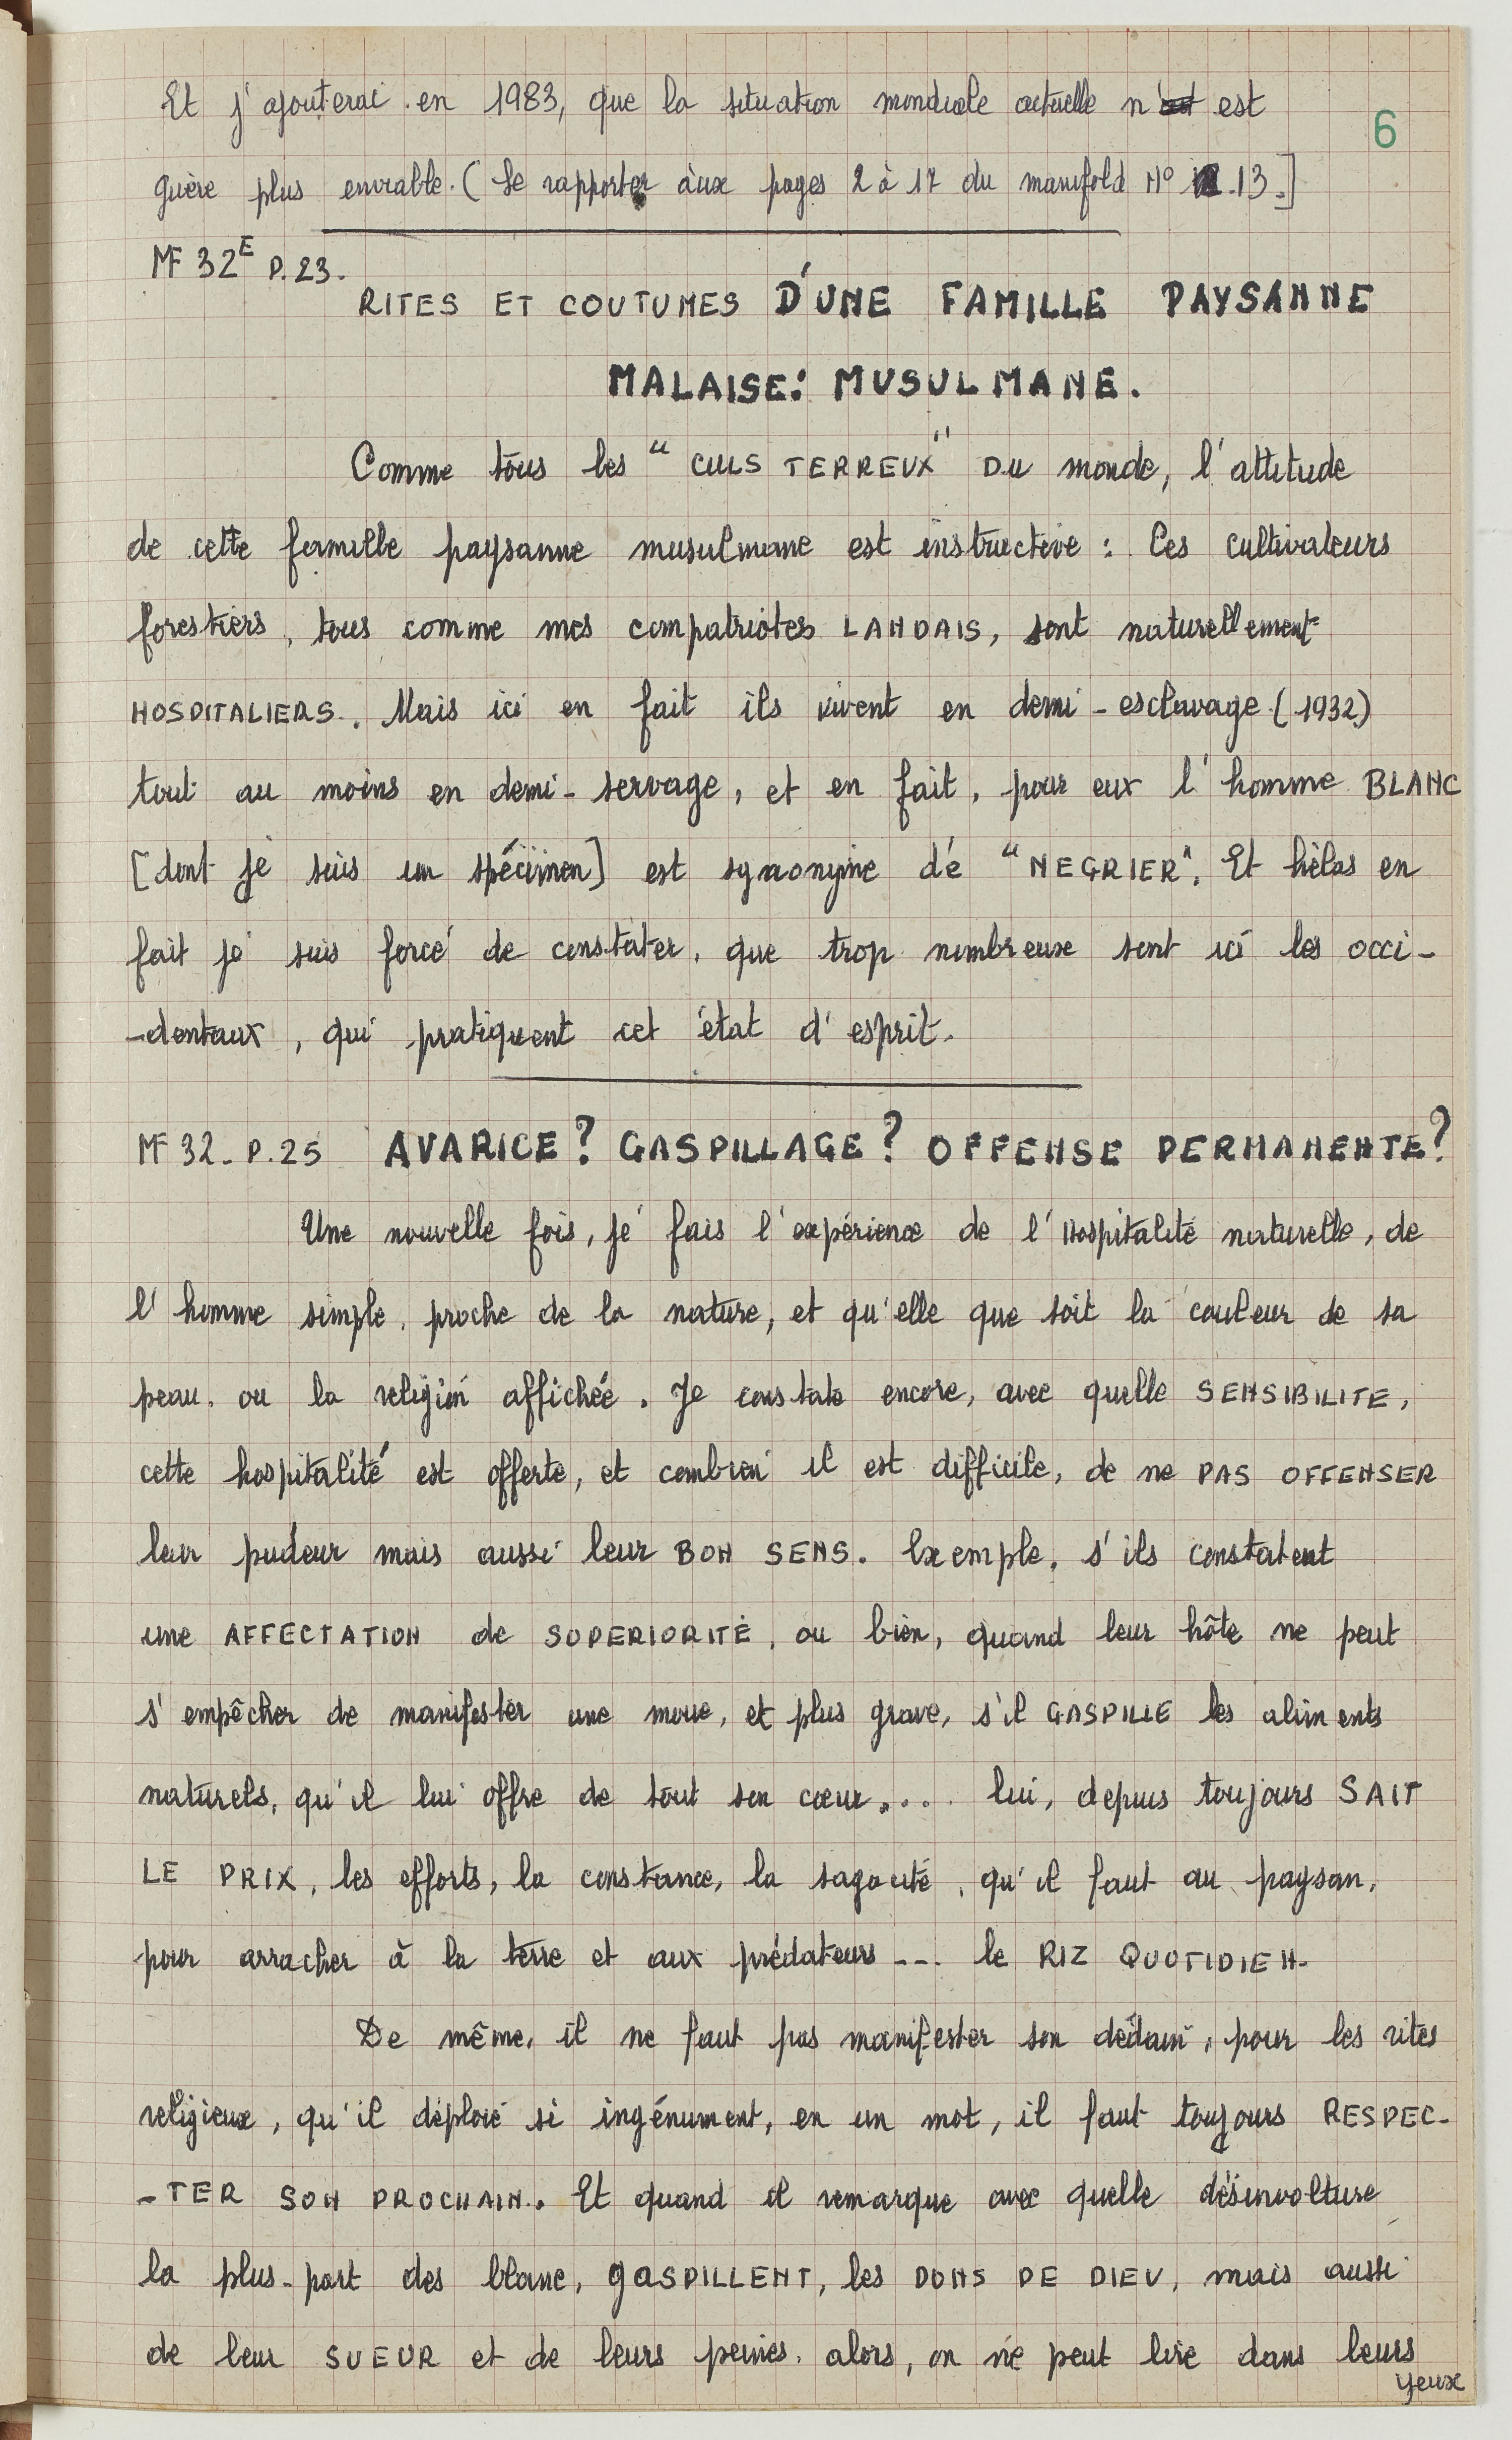 Et j'ajouterai en 1983, que la situation mondiale actuelle n'est
6
guère plus enviable. (Se rapporter àux pages 2 à 17 du manifold N° 13.]
MF 32E P.23.
RITES ET COUTUMES D'UNE FAMILLE PAYSANNE
MALAISE: MUSULMANE.
Comme tous les "CULS TERREUX" DU monde, l'attitude
de cette famille paysanne musulmane est instructive : Ces cultivateurs
forestiers, tous comme mes compatriotes LANDAIS, sont naturellement
HOSPITALIERS. Mais ici en fait ils vivent en demi-esclavage (1932)
tout au moins en demi-servage, et en fait, pour eux l'homme BLANC
[dont je suis un spécimen] est synonyme dé "NEGRIER". Et hèlas en
fait je suis forcé de constater, que trop nombreux sont ici les occi-
-dentaux, qui pratiquent cet état d'esprit.
MF 32. P.25 AVARICE? GASPILLAGE? OFFENSE PERMANENTE?
Une nouvelle fois, je fais l'expérience de l'Hospitalité naturelle, de
l'homme simple, proche de la nature, et qu'elle que soit la couleur de sa
peau, ou la religion affichée. Je constate encore, avec quelle SENSIBILITE,
cette hospitalité est offerte, et combien il est difficile, de ne PAS OFFENSER
leur pudeur mais aussi leur BON SENS. Exemple, s'ils constatent
une AFFECTATION de SUPERIORITÉ, ou bien, quand leur hôte ne peut
s'empêcher de manifester une moue, et plus grave, s'il GASPILLE les aliments
naturels, qu'il lui offre de tout son cœur.... lui, depuis toujours SAIT
LE PRIX, les efforts, la constance, la sagacité, qu'il faut au paysan,
pour arracher à la terre et aux prédateurs --- le RIZ QUOTIDIEN.
De même, il ne faut pas manifester son dédain, pour les rites
religieux, qu'il déploie si ingénument, en un mot, il faut toujours RESPEC-
-TER SON PROCHAIN. Et quand il remarque avec quelle désinvolture
la plus-part des blanc, gASPILLENT, les DONS DE DIEU, mais aussi
de leur SUEUR et de leurs peines, alors, on ne peut lire dans leurs
yeux